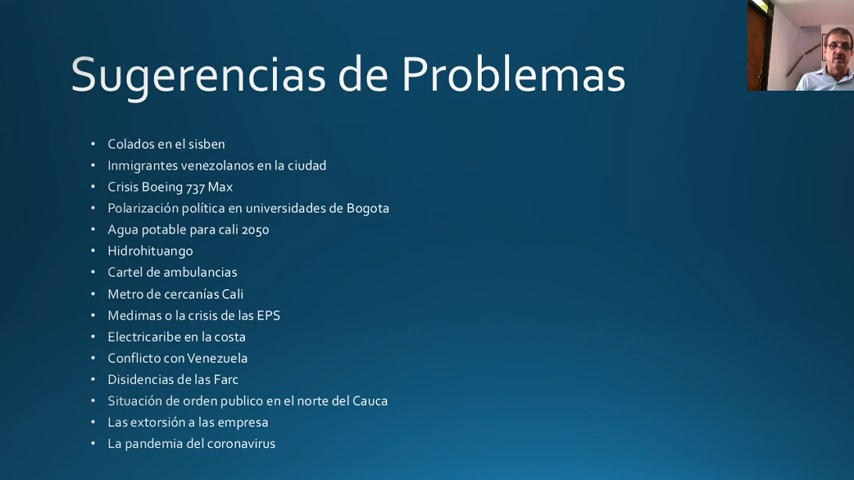 Sugerencias de Problemas
• Colados en el sisben
• Inmigrantes venezolanos en la ciudad
• Crisis Boeing 737 Max
• Polarización política en universidades de Bogota
• Agua potable para cali 2050
• Hidrohituango
• Cartel de ambulancias
• Metro de cercanías Cali
• Medimas o la crisis de las EPS
• Electricaribe en la costa
• Conflicto con Venezuela
• Disidencias de las Farc
• Situación de orden publico en el norte del Cauca
• Las extorsión a las empresa
• La pandemia del coronavirus